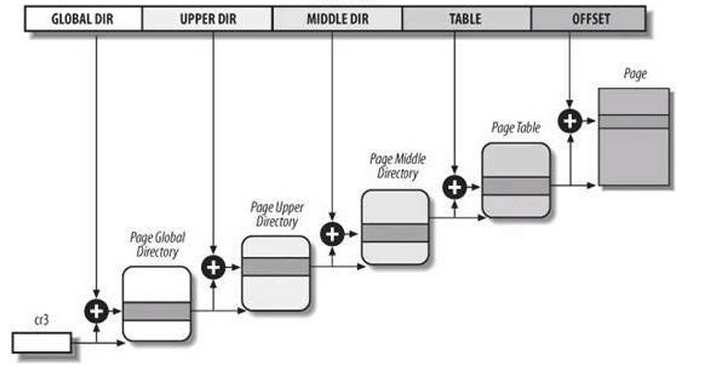 GLOBAL DIR UPPER DIR MIDDLE DIR TABLE OFFSET
Page
Page Table
Page Middle
Directory
Page Upper
Directory
Page Global
Directory
cr3